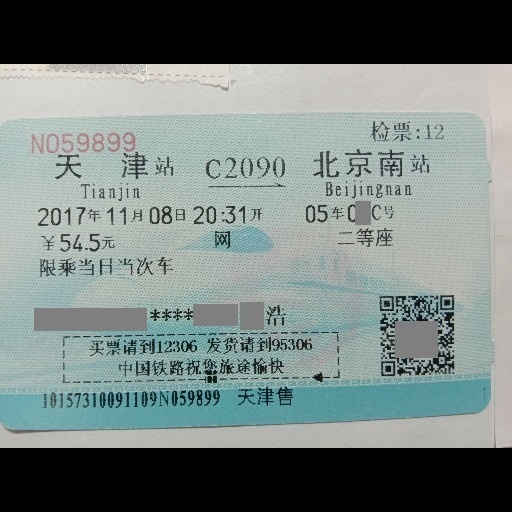 检票:12
N059899
天津站 C2090 北京南站
Tianjin Beijingnan
2017年11月08日20:31开 05车0 C号
￥54.5元 网 二等座
限乘当日当次车
**** 浩
买票请到12306 发货请到95306
中国铁路祝您旅途愉快
10157310091109N059899 天津售